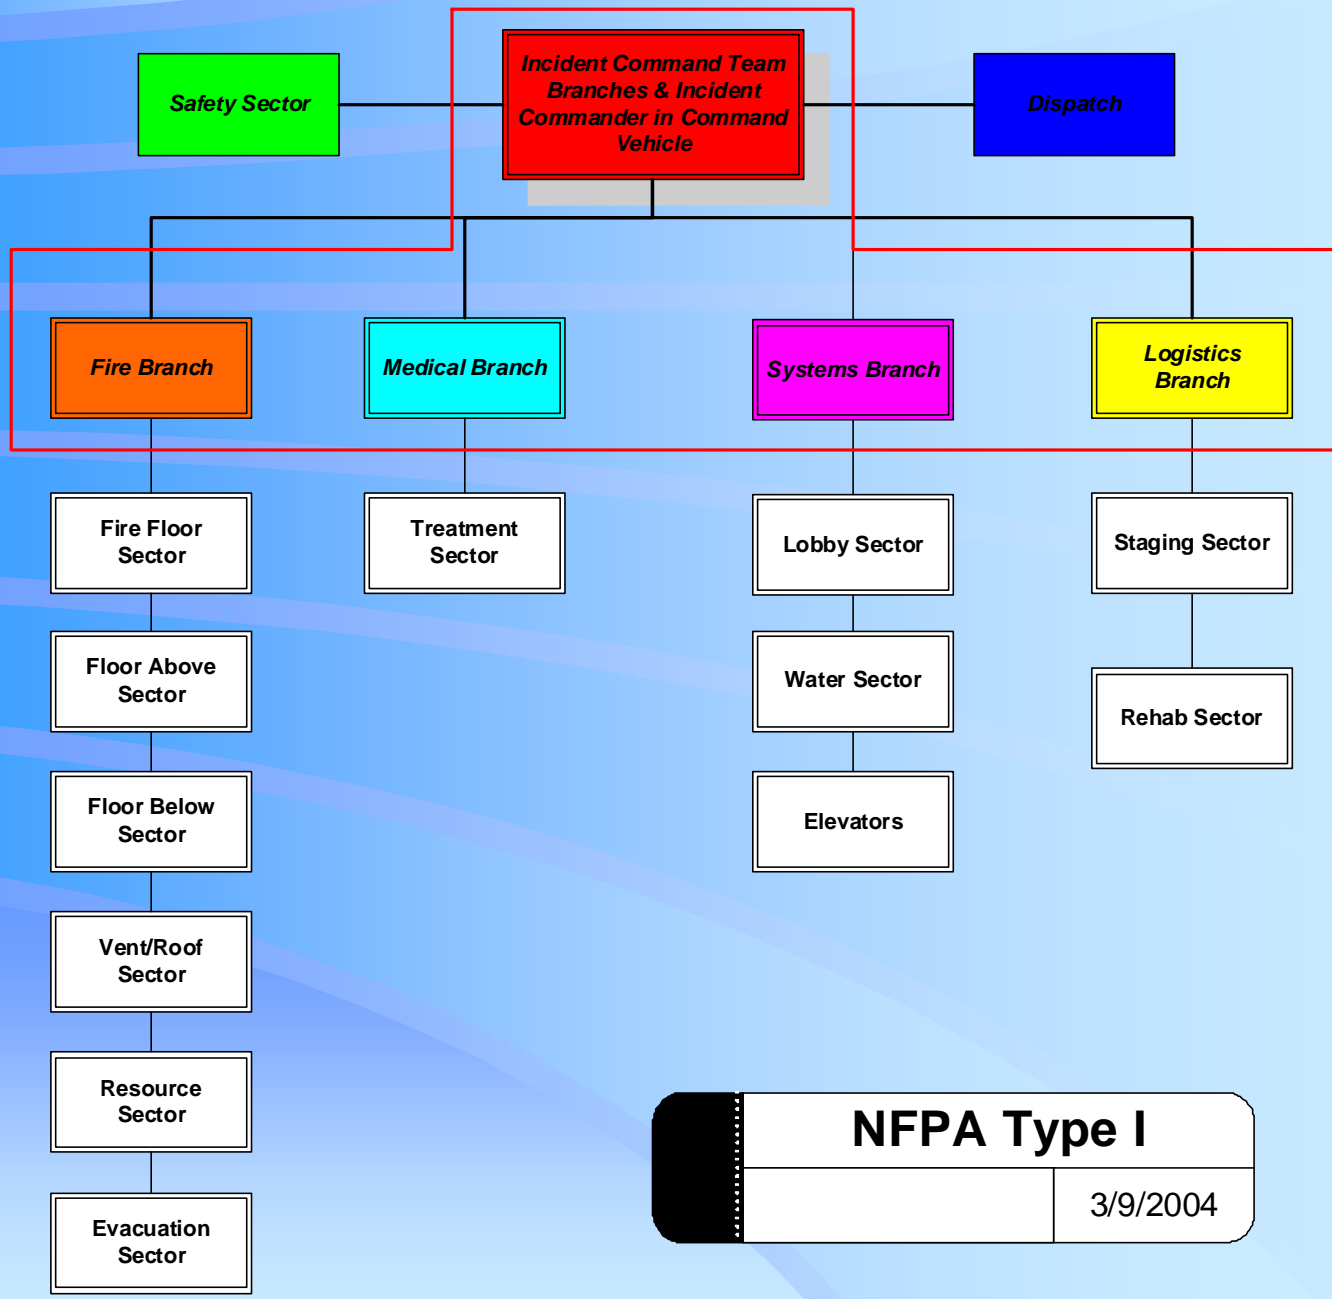 Safety Sector
Incident Command Team
Branches & Incident
Commander in Command
Vehicle
Dispatch
Fire Branch
Medical Branch
Systems Branch
Logistics
Branch
Fire Floor
Sector
Treatment
Sector
Lobby Sector
Staging Sector
Floor Above
Sector
Water Sector
Rehab Sector
Floor Below
Sector
Elevators
Vent/Roof
Sector
Resource
Sector
Evacuation
Sector
NFPA Type I
3/9/2004